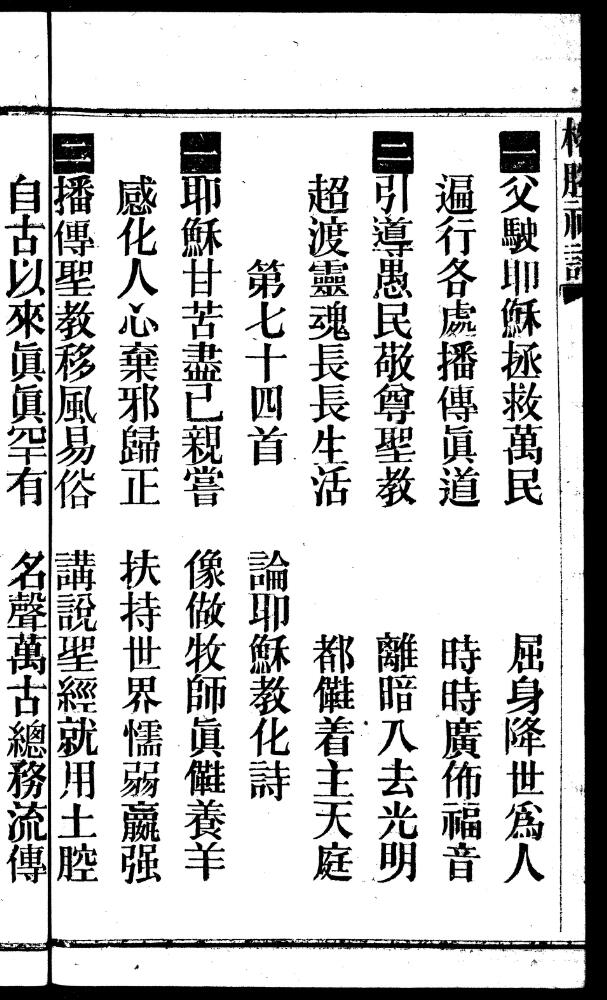 榕腔神詩
一父駛耶穌拯救萬民 屈身降世爲人
遍行各處播傳眞道 時時廣佈福音
二引導愚民敬尊聖教 離暗入去光明
超渡靈魂長長生活 都着主天庭
第七十四首 論耶穌教化詩
一耶穌甘苦盡已親嘗 像做牧師眞養羊
感化人心棄邪歸正 扶持世界懦弱羸强
二播傳聖教移風易俗 講說聖經就用土腔
自古以來眞眞罕有 名聲萬古總務流傳